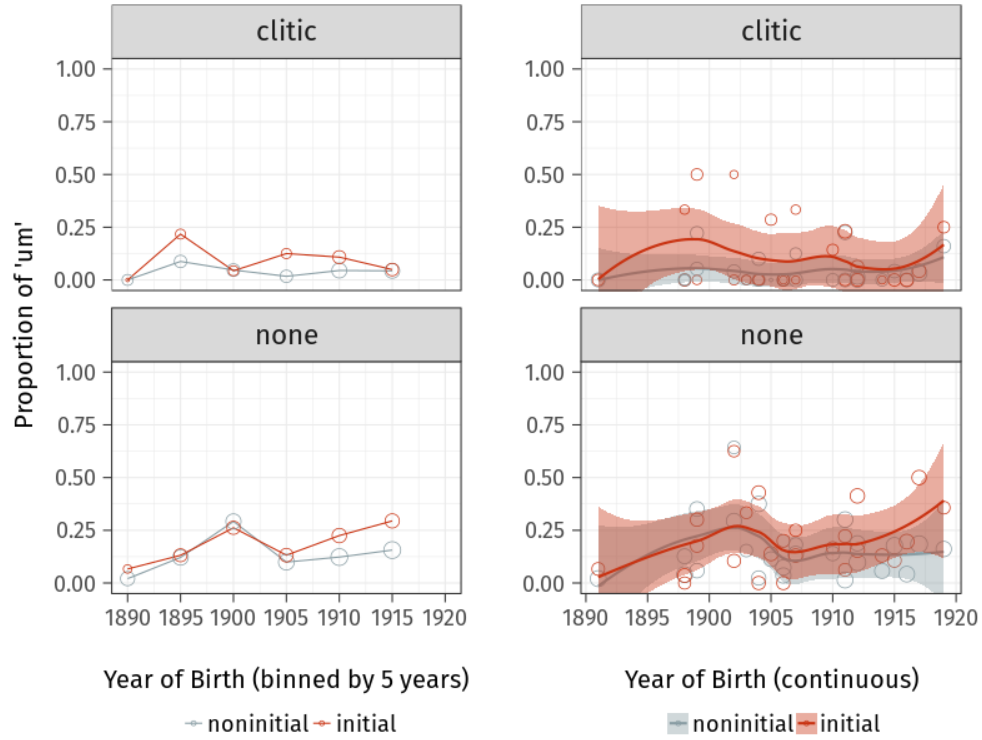 clitic
clitic
1.00
0.75
0.50
0.25
0.00
1.00
0.75
0.50
0.25
0.00
Proportion of 'um'
none
none
1.00
0.75
0.50
0.25
0.00
1.00
0.75
0.50
0.25
0.00
1890 1895 1900 1905 1910 1915 1920
1890 1895 1900 1905 1910 1915 1920
Year of Birth (binned by 5 years)
Year of Birth (continuous)
noninitial initial
noninitial initial